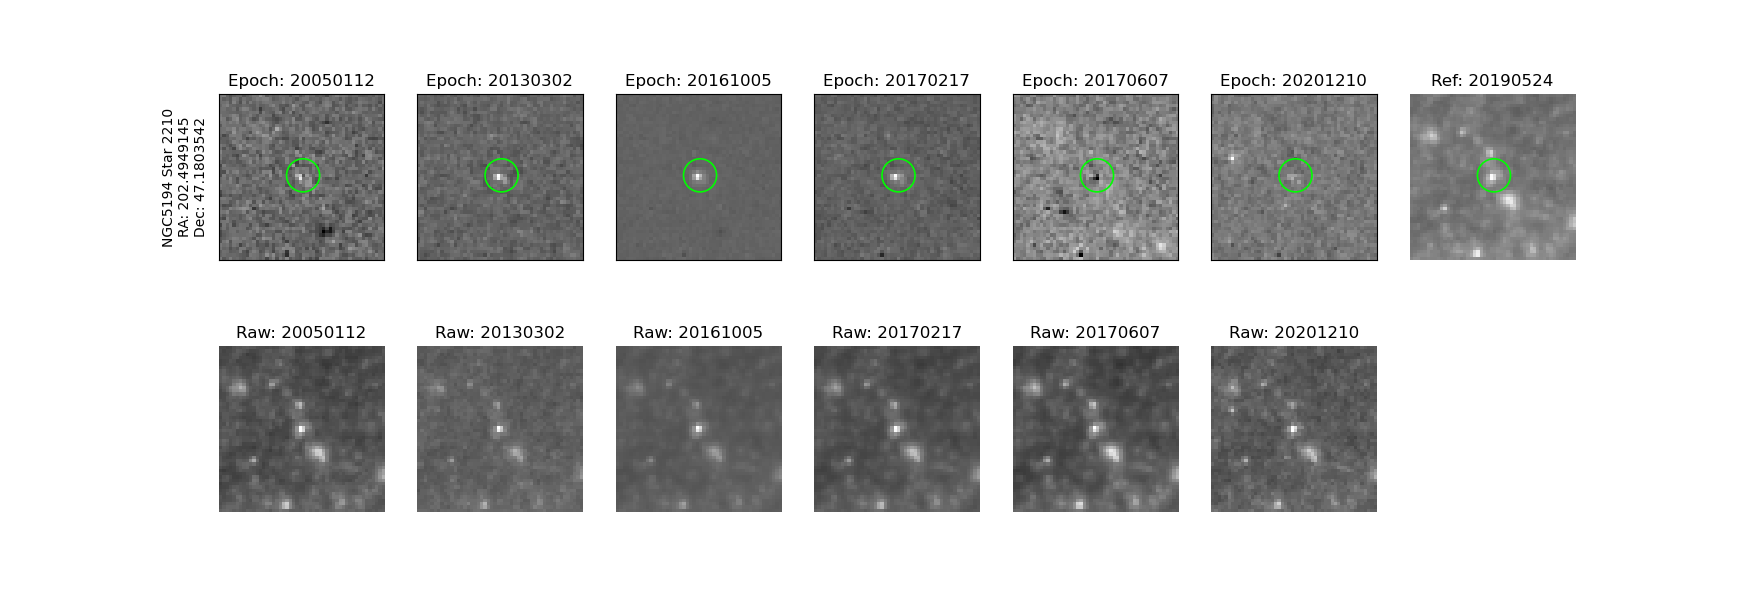 Epoch: 20050112
Epoch: 20130302
Epoch: 20161005
Epoch: 20170217
Epoch: 20170607
Epoch: 20201210
Ref: 20190524
NGC5194 Star 2210
RA: 202.4949145
Dec: 47.1803542
Raw: 20050112
Raw: 20130302
Raw: 20161005
Raw: 20170217
Raw: 20170607
Raw: 20201210